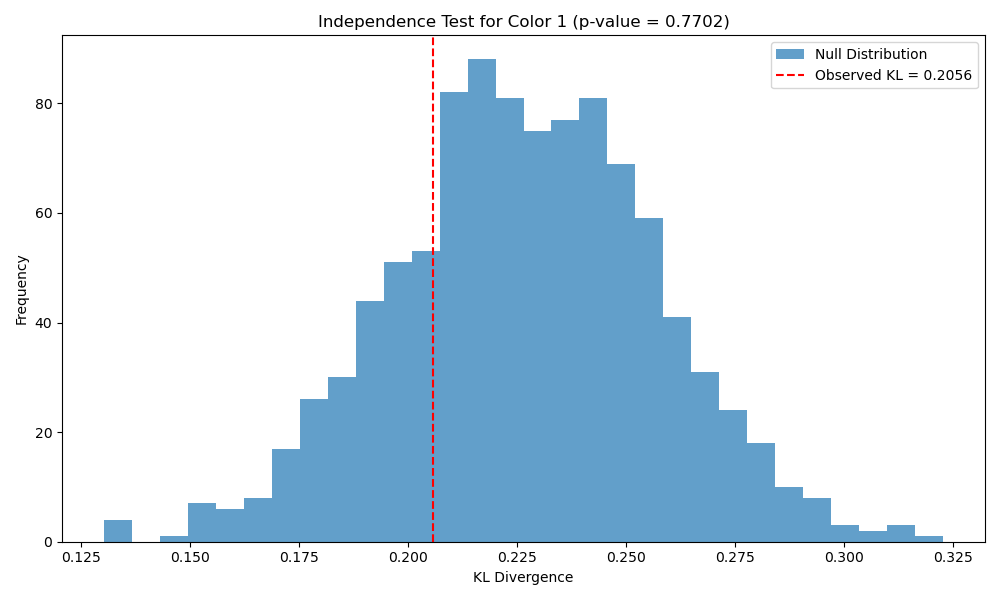 Independence Test for Color 1 (p-value = 0.7702)
Null Distribution
Observed KL = 0.2056
80
60
40
20
0
Frequency
0.125 0.150 0.175 0.200 0.225 0.250 0.275 0.300 0.325
KL Divergence